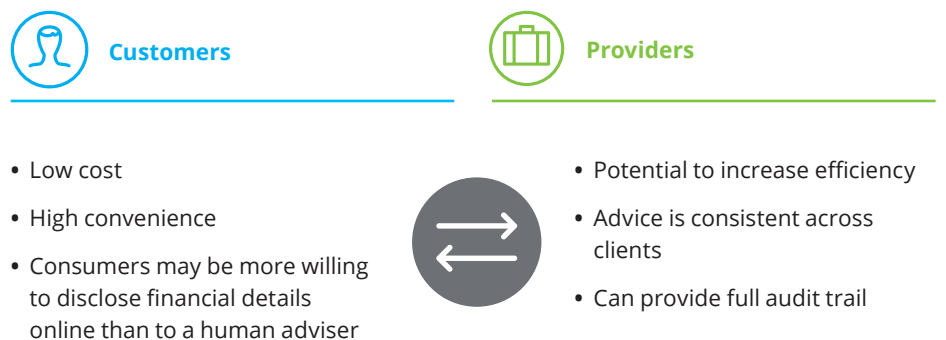 Customers
• Low cost
• High convenience
• Consumers may be more willing
to disclose financial details
online than to a human adviser
Providers
• Potential to increase efficiency
• Advice is consistent across
clients
• Can provide full audit trail